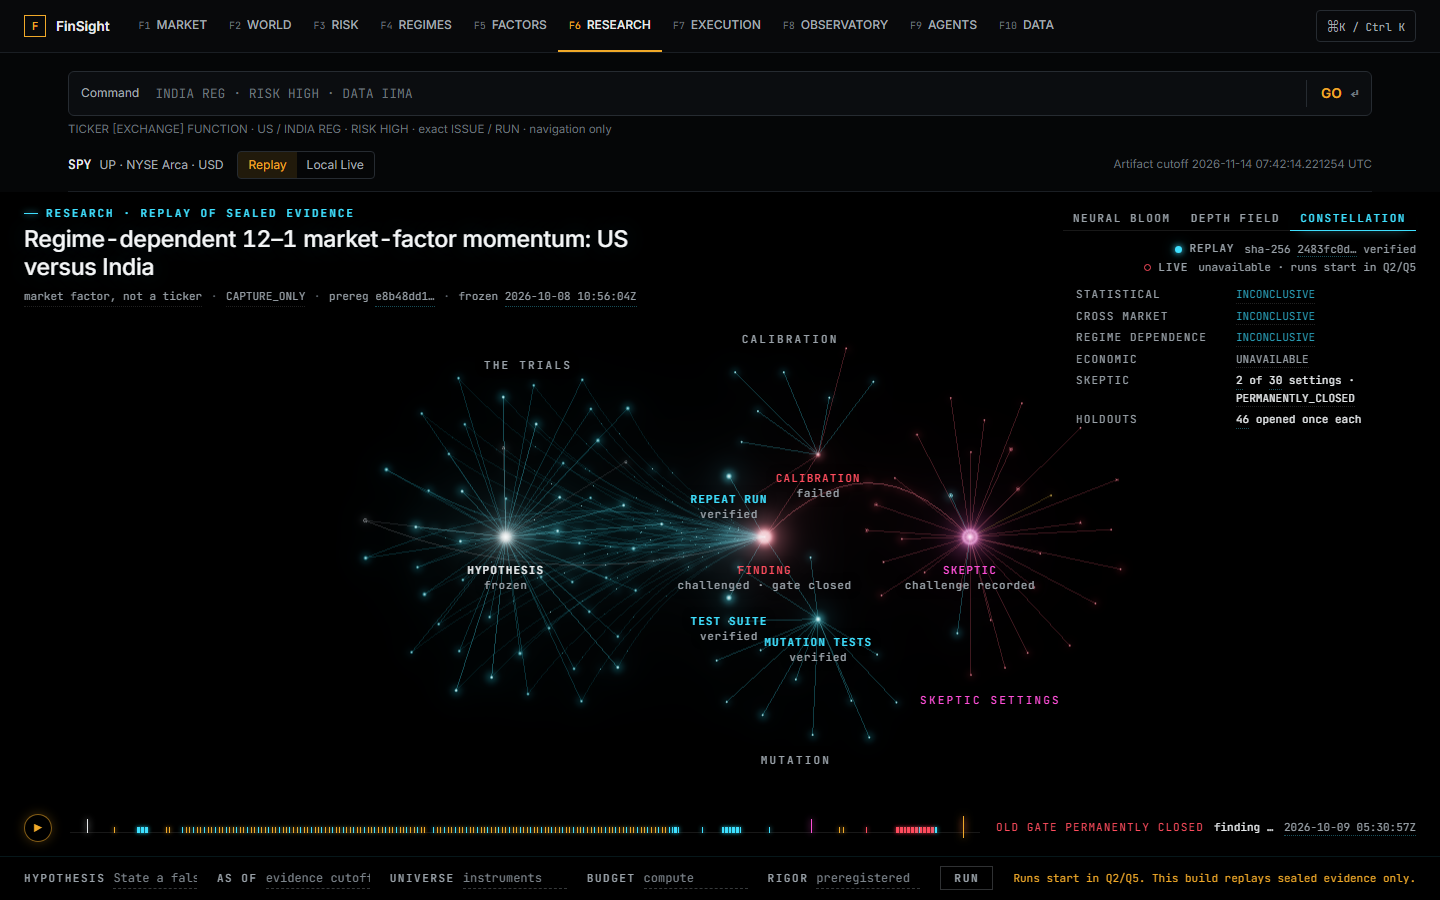 F FinSight F1 MARKET F2 WORLD F3 RISK F4 REGIMES F5 FACTORS F6 RESEARCH F7 EXECUTION F8 OBSERVATORY F9 AGENTS F10 DATA ⌘K / Ctrl K
Command INDIA REG · RISK HIGH · DATA IIMA GO ↵
TICKER [EXCHANGE] FUNCTION · US / INDIA REG · RISK HIGH · exact ISSUE / RUN · navigation only
SPY UP · NYSE Arca · USD Replay Local Live Artifact cutoff 2026-11-14 07:42:14.221254 UTC
RESEARCH · REPLAY OF SEALED EVIDENCE
Regime-dependent 12–1 market-factor momentum: US
versus India
market factor, not a ticker · CAPTURE_ONLY · prereg e8b48dd1… · frozen 2026-10-08 10:56:04Z
NEURAL BLOOM DEPTH FIELD CONSTELLATION
REPLAY sha-256 2483fc0d… verified
LIVE unavailable · runs start in Q2/Q5
STATISTICAL INCONCLUSIVE
CROSS MARKET INCONCLUSIVE
REGIME DEPENDENCE INCONCLUSIVE
ECONOMIC UNAVAILABLE
SKEPTIC 2 of 30 settings ·
PERMANENTLY_CLOSED
HOLDOUTS 46 opened once each
CALIBRATION
THE TRIALS
CALIBRATION
failed
REPEAT RUN
verified
HYPOTHESIS
frozen
FINDING
challenged · gate closed
SKEPTIC
challenge recorded
TEST SUITE
verified
MUTATION TESTS
verified
SKEPTIC SETTINGS
MUTATION
OLD GATE PERMANENTLY CLOSED finding … 2026-10-09 05:30:57Z
HYPOTHESIS State a fals AS OF evidence cutoff UNIVERSE instruments BUDGET compute RIGOR preregistered RUN Runs start in Q2/Q5. This build replays sealed evidence only.